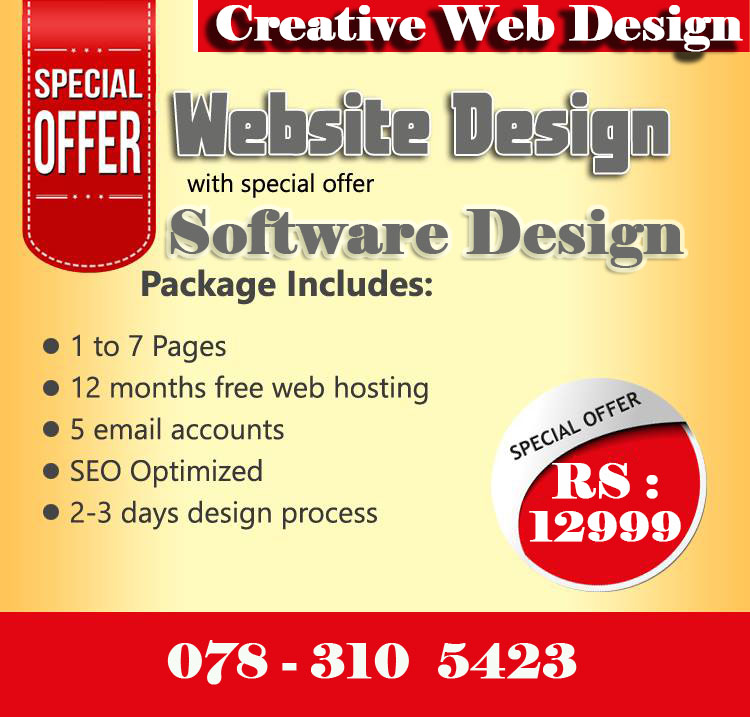 Creative Web Design
SPECIAL
OFFER
Website Design
with special offer
Software Design
Package Includes:
1 to 7 Pages
12 months free web hosting
5 email accounts
SEO Optimized
2-3 days design process
SPECIAL OFFER
RS :
12999
078 - 310 5423